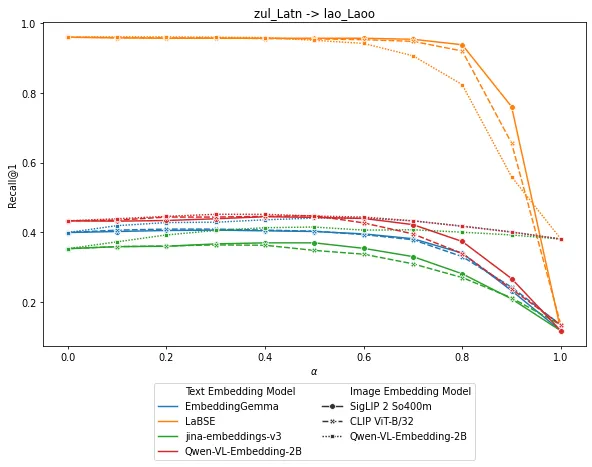 zul_Latn -> lao_Laoo
1.0
0.8
0.6
0.4
0.2
Recall@1
0.0 0.2 0.4 0.6 0.8 1.0
α
Text Embedding Model
EmbeddingGemma
LaBSE
jina-embeddings-v3
Qwen-VL-Embedding-2B
Image Embedding Model
SigLIP 2 So400m
CLIP ViT-B/32
Qwen-VL-Embedding-2B